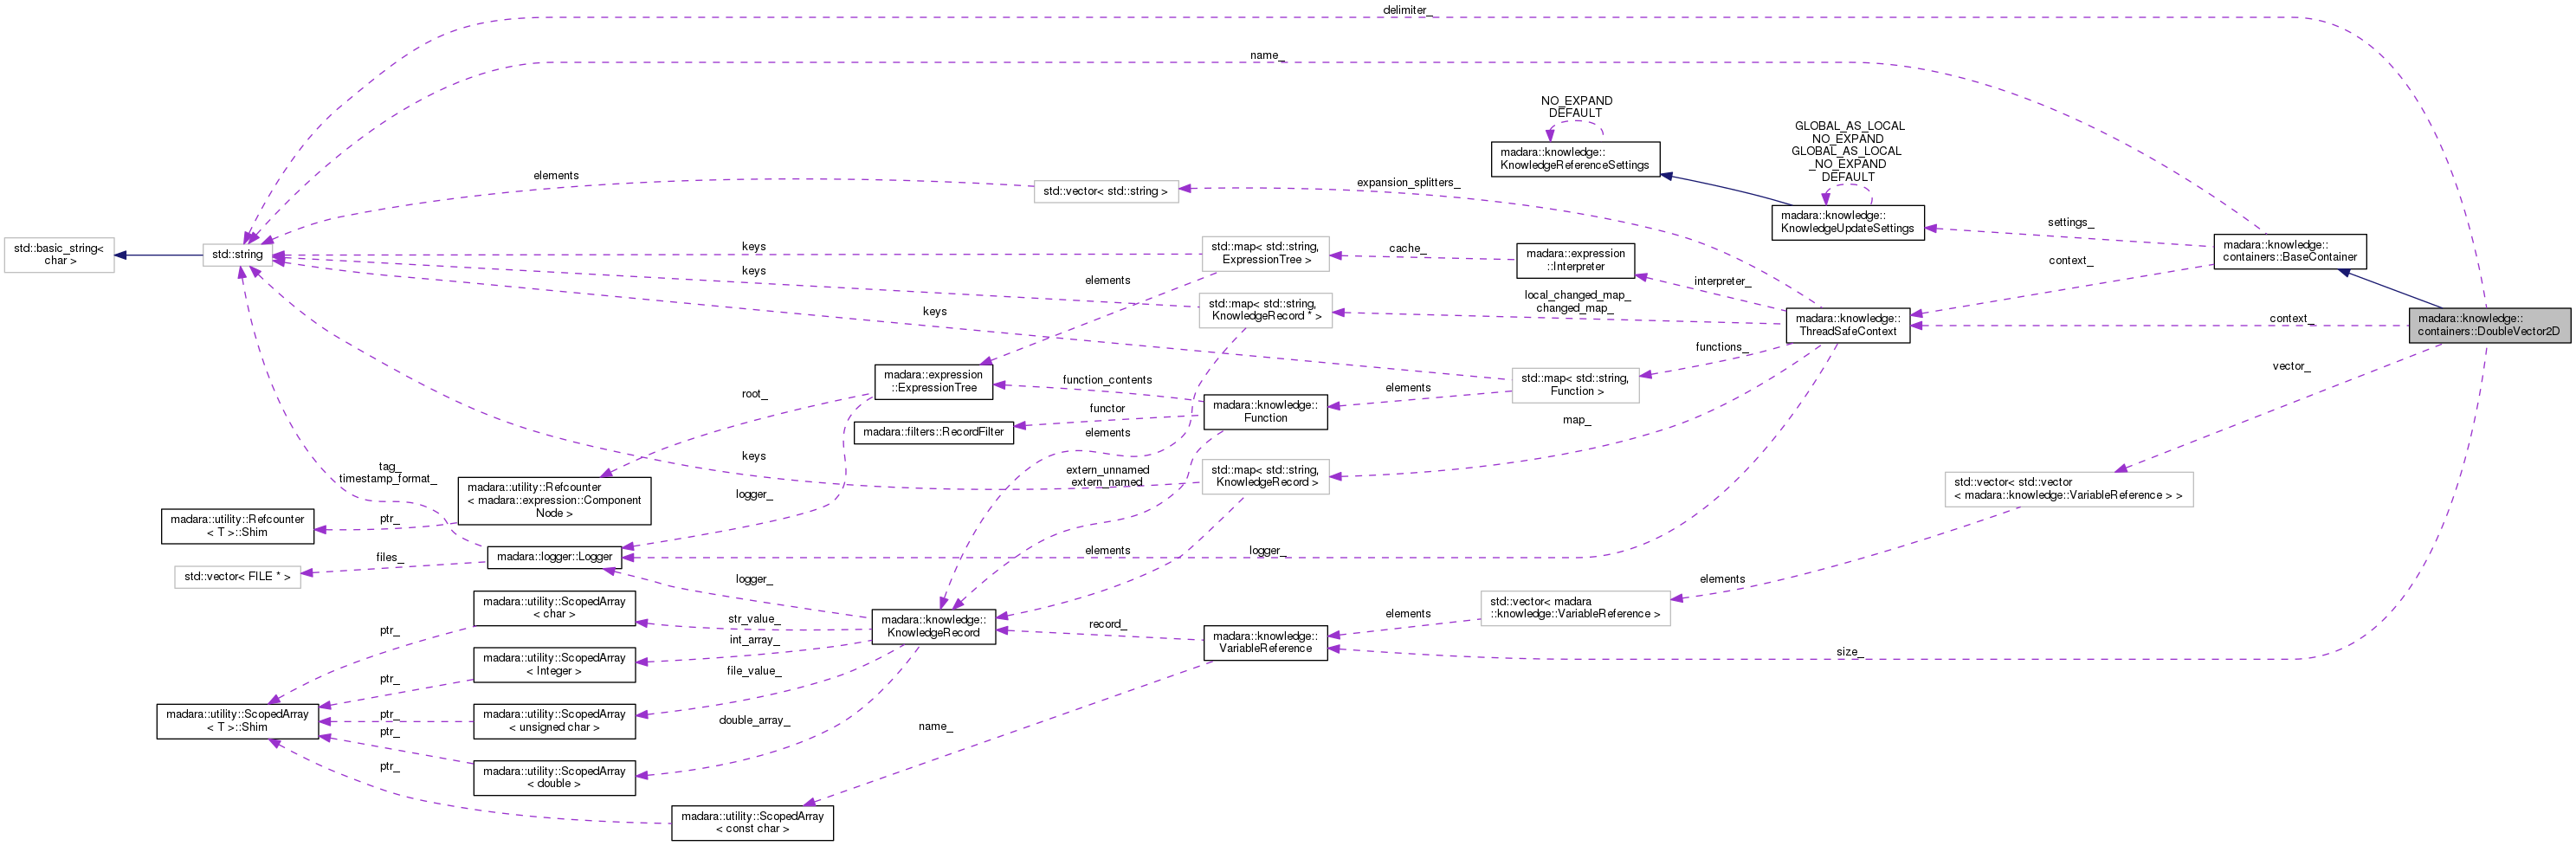 delimiter_
name_
NO_EXPAND
DEFAULT
GLOBAL_AS_LOCAL
NO_EXPAND
GLOBAL_AS_LOCAL
_NO_EXPAND
DEFAULT
madara::knowledge::
KnowledgeReferenceSettings
elements
std::vector< std::string >
expansion_splitters_
madara::knowledge::
KnowledgeUpdateSettings
settings_
std::basic_string<
char >
std::string
keys
std::map< std::string,
ExpressionTree >
cache_
madara::expression
::Interpreter
madara::knowledge::
containers::BaseContainer
context_
keys
elements
interpreter_
std::map< std::string,
KnowledgeRecord * >
local_changed_map_
changed_map_
keys
madara::knowledge::
ThreadSafeContext
context_
madara::knowledge::
containers::DoubleVector2D
functions_
vector_
madara::expression
::ExpressionTree
function_contents
elements
std::map< std::string,
Function >
root_
functor
madara::knowledge::
Function
madara::filters::RecordFilter
elements
map_
keys
tag_
timestamp_format_
extern_unnamed
extern_named
std::map< std::string,
KnowledgeRecord >
madara::utility::Refcounter
< madara::expression::Component
Node >
logger_
std::vector< std::vector
< madara::knowledge::VariableReference > >
madara::utility::Refcounter
< T >::Shim
ptr_
files_
madara::logger::Logger
elements
logger_
std::vector< FILE * >
logger_
elements
madara::utility::ScopedArray
< char >
std::vector< madara
::knowledge::VariableReference >
elements
str_value_
madara::knowledge::
KnowledgeRecord
record_
madara::knowledge::
VariableReference
ptr_
int_array_
size_
madara::utility::ScopedArray
< Integer >
file_value_
ptr_
madara::utility::ScopedArray
< T >::Shim
ptr_
madara::utility::ScopedArray
< unsigned char >
double_array_
name_
ptr_
ptr_
madara::utility::ScopedArray
< double >
madara::utility::ScopedArray
< const char >